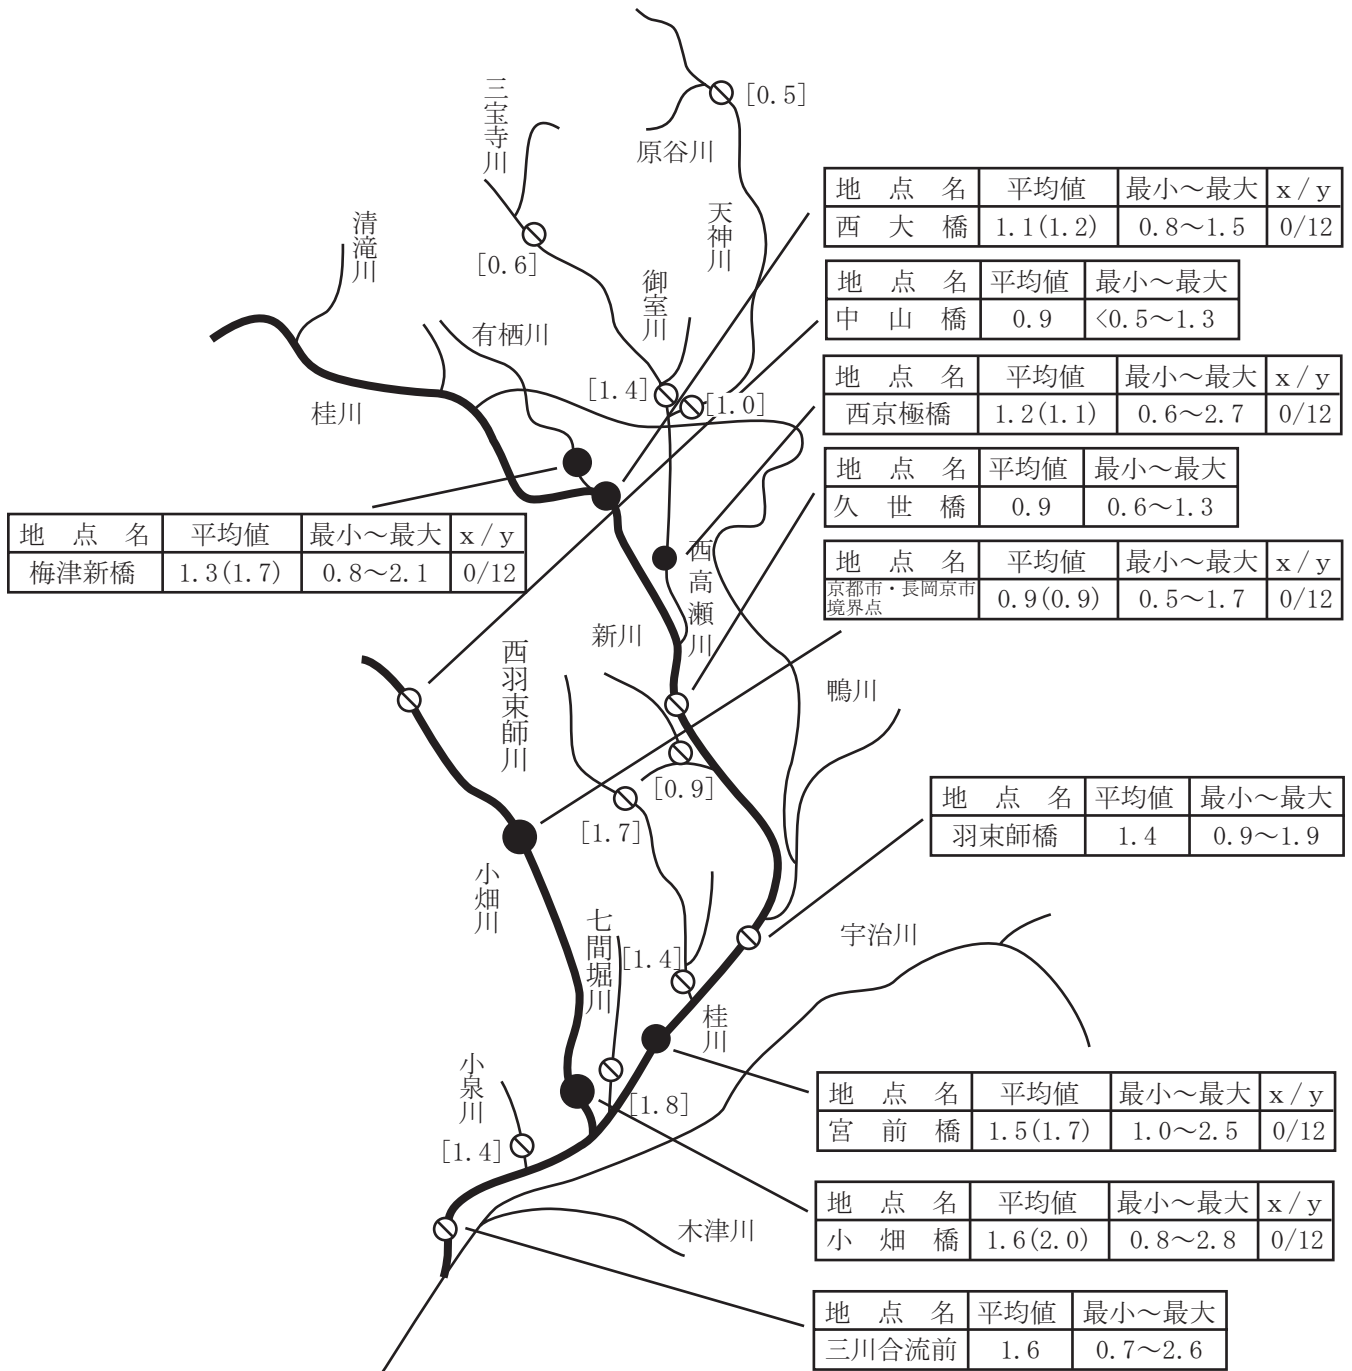 [0.5]
三宝寺川
原谷川
地点名 平均値 最小～最大 x/y
西大橋 1.1(1.2) 0.8～1.5 0/12
天神川
清滝川
[0.6]
御室川
地点名 平均値 最小～最大
中山橋 0.9 <0.5～1.3
有栖川
桂川
[1.4]
[1.0]
地点名 平均値 最小～最大 x/y
西京極橋 1.2(1.1) 0.6～2.7 0/12
地点名 平均値 最小～最大
久世橋 0.9 0.6～1.3
地点名 平均値 最小～最大 x/y
梅津新橋 1.3(1.7) 0.8～2.1 0/12
西高瀬川
地点名 平均値 最小～最大 x/y
京都市・長岡京市
境界点 0.9(0.9) 0.5～1.7 0/12
新川
西羽束師川
鴨川
[0.9]
[1.7]
地点名 平均値 最小～最大
羽束師橋 1.4 0.9～1.9
小畑川
七間堀川
[1.4]
宇治川
桂川
小泉川
[1.8]
[1.4]
地点名 平均値 最小～最大 x/y
宮前橋 1.5(1.7) 1.0～2.5 0/12
地点名 平均値 最小～最大 x/y
小畑橋 1.6(2.0) 0.8～2.8 0/12
木津川
地点名 平均値 最小～最大
三川合流前 1.6 0.7～2.6